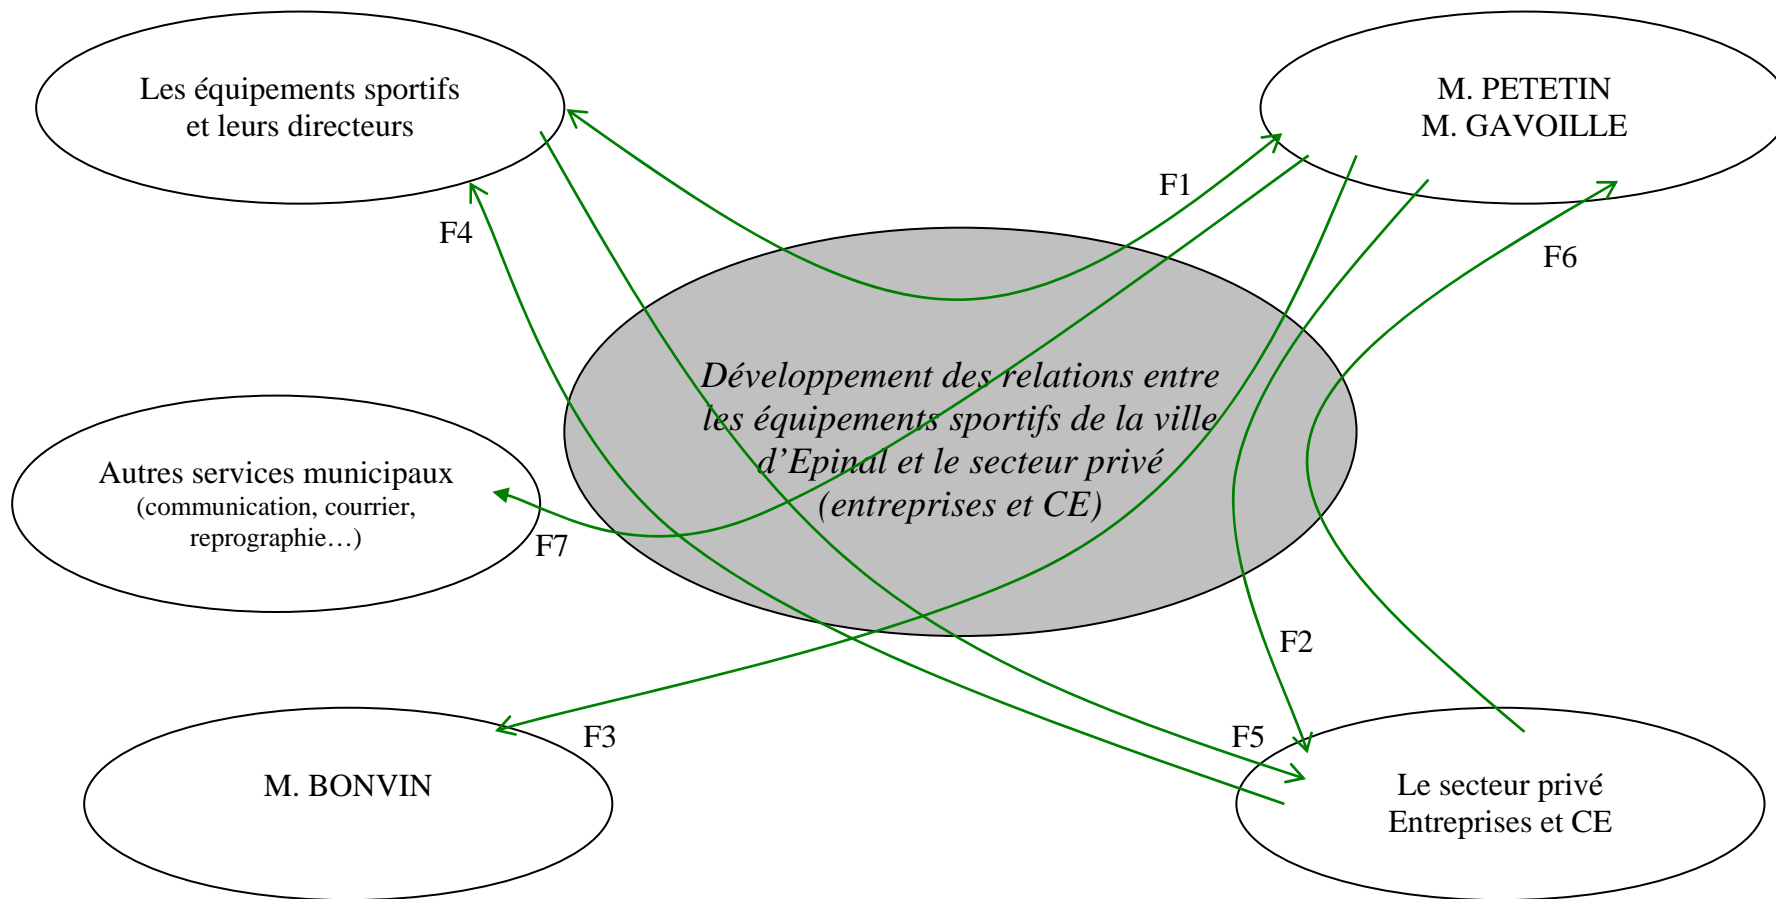 Les équipements sportifs
et leurs directeurs
M. PETETIN
M. GAVOILLE
F1
F4
F6
Développement des relations entre
les équipements sportifs de la ville
d’Epinal et le secteur privé
(entreprises et CE)
Autres services municipaux
(communication, courrier,
reprographie…)
F7
F2
F3
F5
M. BONVIN
Le secteur privé
Entreprises et CE